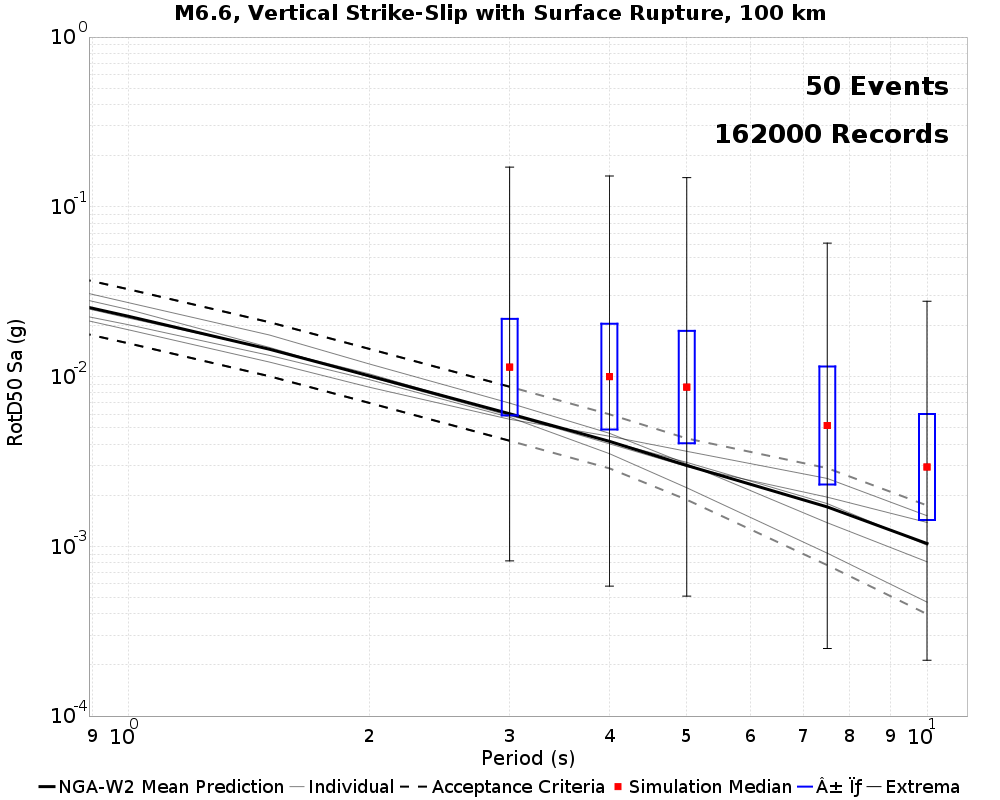 M6.6, Vertical Strike-Slip with Surface Rupture, 100 km
10^0
50 Events
162000 Records
10^-1
10^-2
RotD50 Sa (g)
10^-3
10^-4
9 10^0 2 3 4 5 6 7 8 9 10^1
Period (s)
NGA-W2 Mean Prediction Individual Acceptance Criteria Simulation Median Â± Ïƒ Extrema